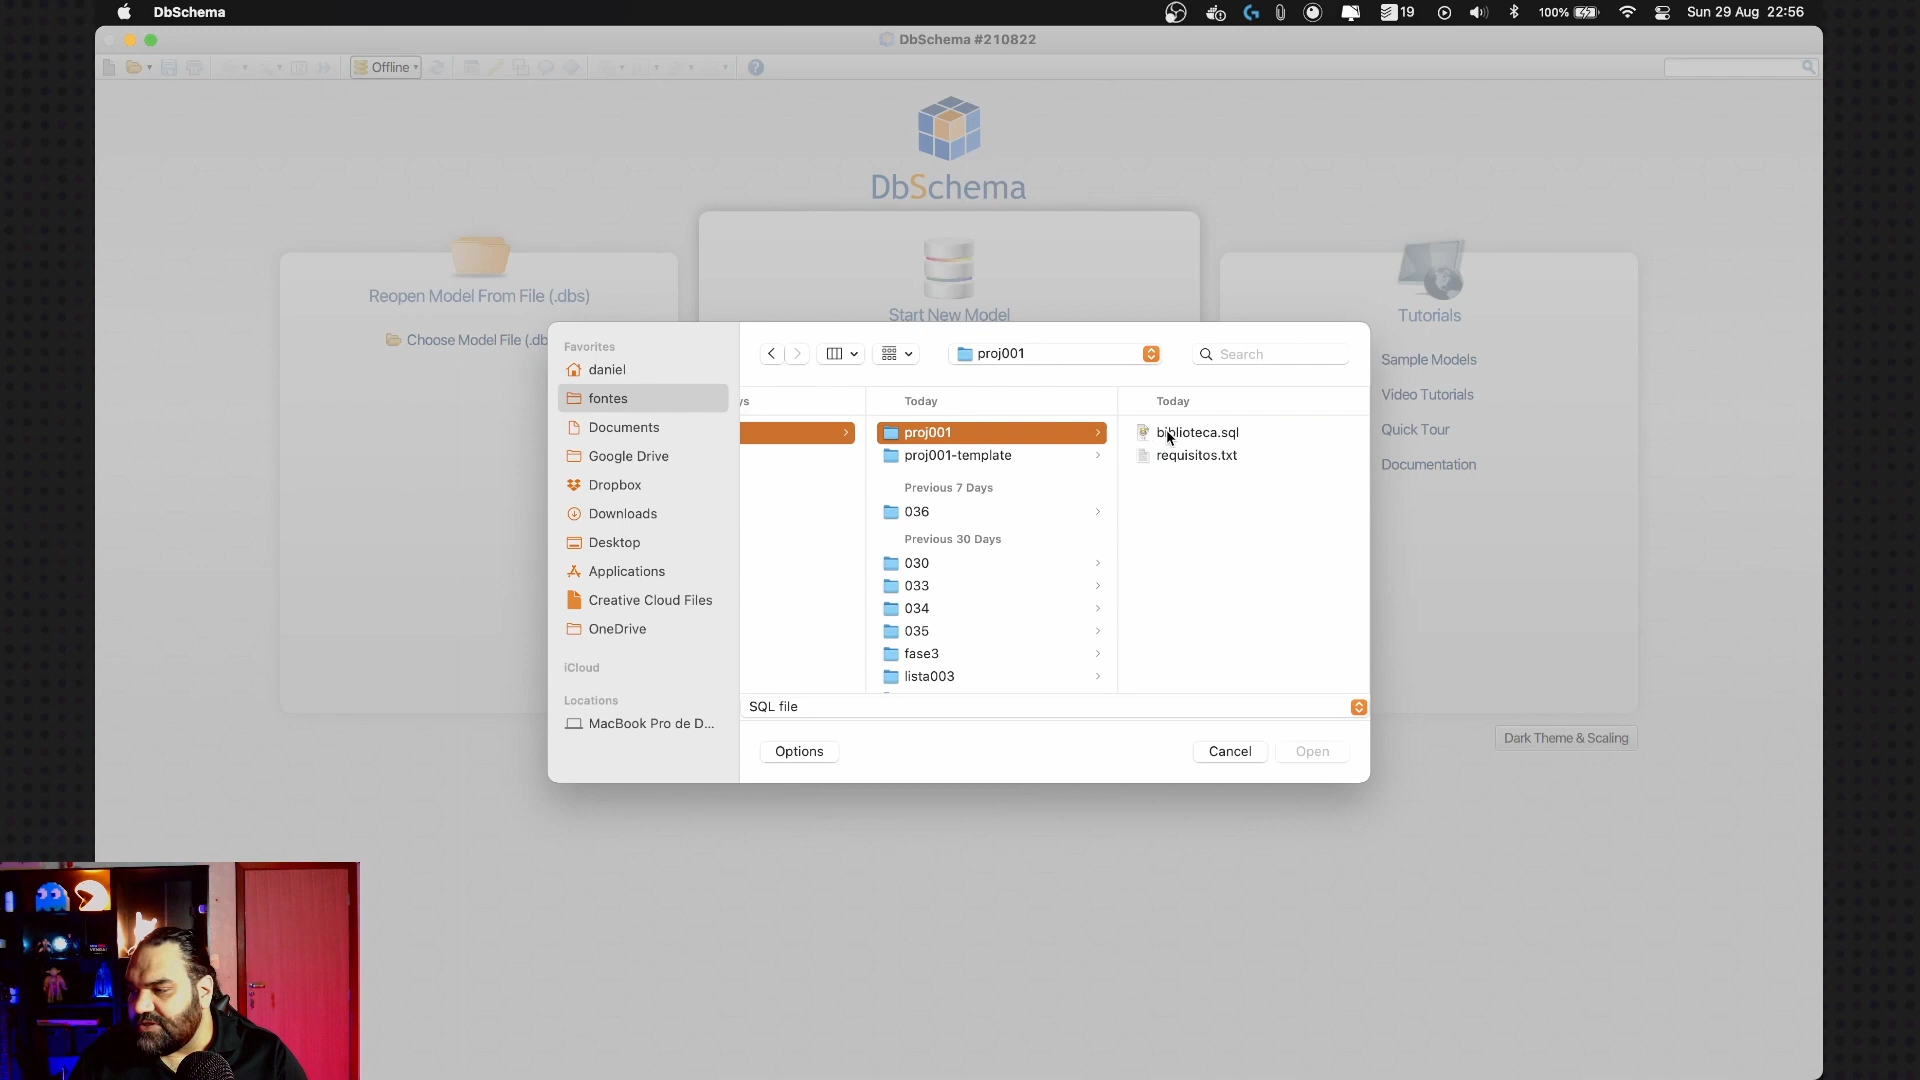 DbSchema
19
100%
Sun 29 Aug 22:56
DbSchema #210822
Offline
DbSchema
Reopen Model From File (.dbs)
Choose Model File (.db
Start New Model
Tutorials
Sample Models
Video Tutorials
Quick Tour
Documentation
Dark Theme & Scaling
Favorites
daniel
fontes
Documents
Google Drive
Dropbox
Downloads
Desktop
Applications
Creative Cloud Files
OneDrive
iCloud
Locations
MacBook Pro de D...
proj001
Search
ys
Today
proj001
proj001-template
Previous 7 Days
036
Previous 30 Days
030
033
034
035
fase3
lista003
Today
biblioteca.sql
requisitos.txt
SQL file
Options
Cancel
Open